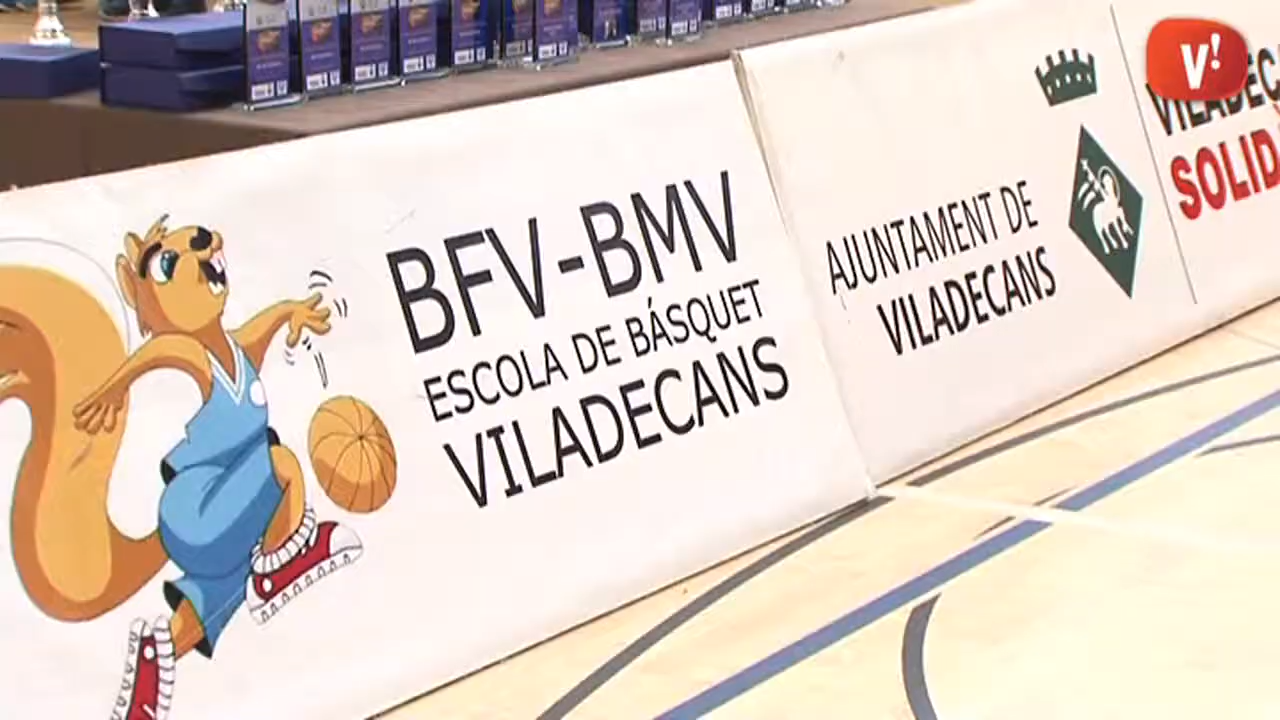 BFV-BMV
ESCOLA DE BÁSQUET
VILADECANS
AJUNTAMENT DE
VILADECANS
V!
SOLID